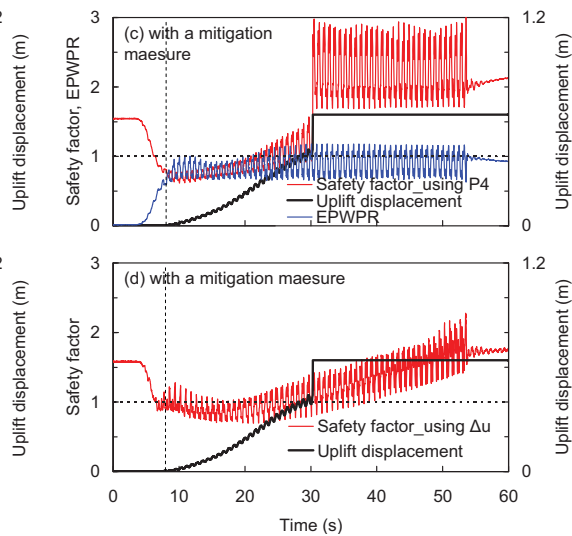 2
Uplift displacement (m)
3
2
1
0
Safety factor, EPWPR
(c) with a mitigation
maesure
Safety factor_using P4
Uplift displacement
EPWPR
1.2
0
Uplift displacement (m)
2
Uplift displacement (m)
3
2
1
0
Safety factor
(d) with a mitigation maesure
Safety factor_using Δu
Uplift displacement
1.2
0
Uplift displacement (m)
0 10 20 30 40 50 60
Time (s)